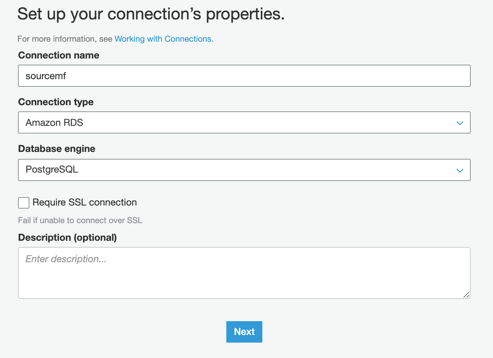 Set up your connection’s properties.
For more information, see Working with Connections.
Connection name
sourcemf
Connection type
Amazon RDS
Database engine
PostgreSQL
Require SSL connection
Fail if unable to connect over SSL
Description (optional)
Enter description...
Next